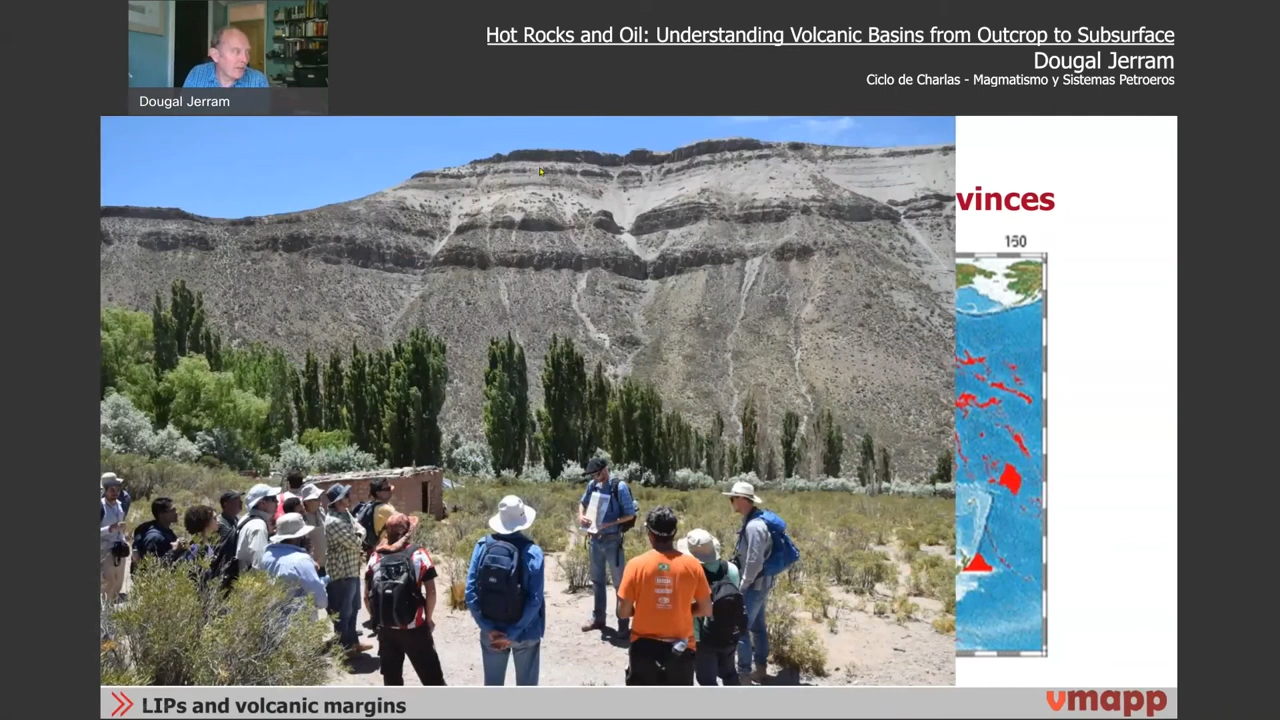 Hot Rocks and Oil: Understanding Volcanic Basins from Outcrop to Subsurface
Dougal Jerram
Ciclo de Charlas - Magmatismo y Sistemas Petroeros
Dougal Jerram
vinces
150
LIPs and volcanic margins
vmapp